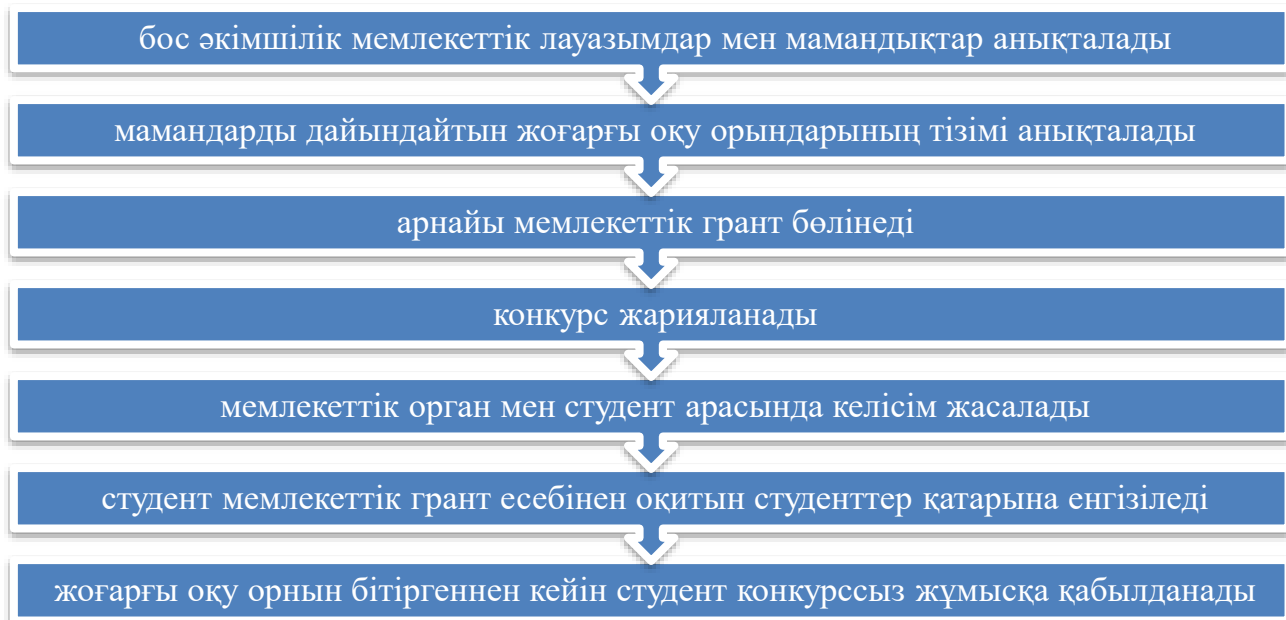 бос әкімшілік мемлекеттік лауазымдар мен мамандықтар анықталады
мамандарды дайындайтын жоғарғы оқу орындарының тізімі анықталады
арнайы мемлекеттік грант бөлінеді
конкурс жарияланады
мемлекеттік орган мен студент арасында келісім жасалады
студент мемлекеттік грант есебінен оқитын студенттер қатарына енгізіледі
жоғарғы оқу орнын бітіргеннен кейін студент конкурссыз жұмысқа қабылданады